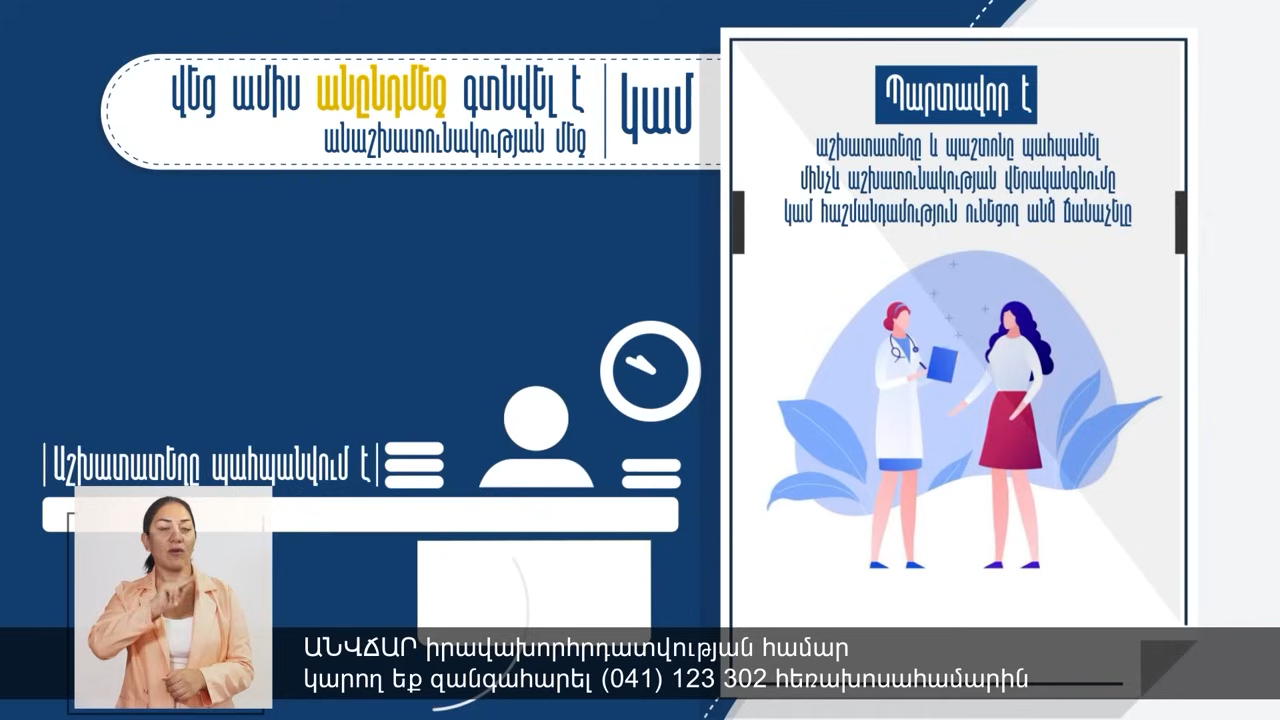 վեց ամիս անընդմեջ գտնվել է
անաշխատունակության մեջ
կամ
Պարտավոր է
աշխատատեղը և պաշտոնը պահպանել
մինչև աշխատունակության վերականգնումը
կամ հաշմանդամություն ունեցող անձ ճանաչելը
Աշխատատեղը պահպանվում է
ԱՆՎՃԱՐ իրավախորհրդատվության համար
կարող եք զանգահարել (041) 123 302 հեռախոսահամարին